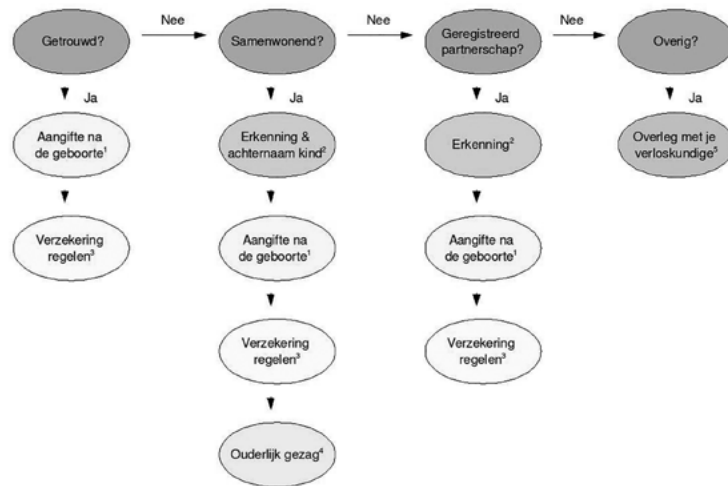 Nee
Nee
Nee
Getrouwd?
Samenwonend?
Geregistreerd
partnerschap?
Overig?
Ja
Ja
Ja
Ja
Aangifte na
de geboorte¹
Erkenning &
achternaam kind²
Erkenning²
Overleg met je
verloskundige⁵
Verzekering
regelen³
Aangifte na
de geboorte¹
Aangifte na
de geboorte¹
Verzekering
regelen³
Verzekering
regelen³
Ouderlijk gezag⁴